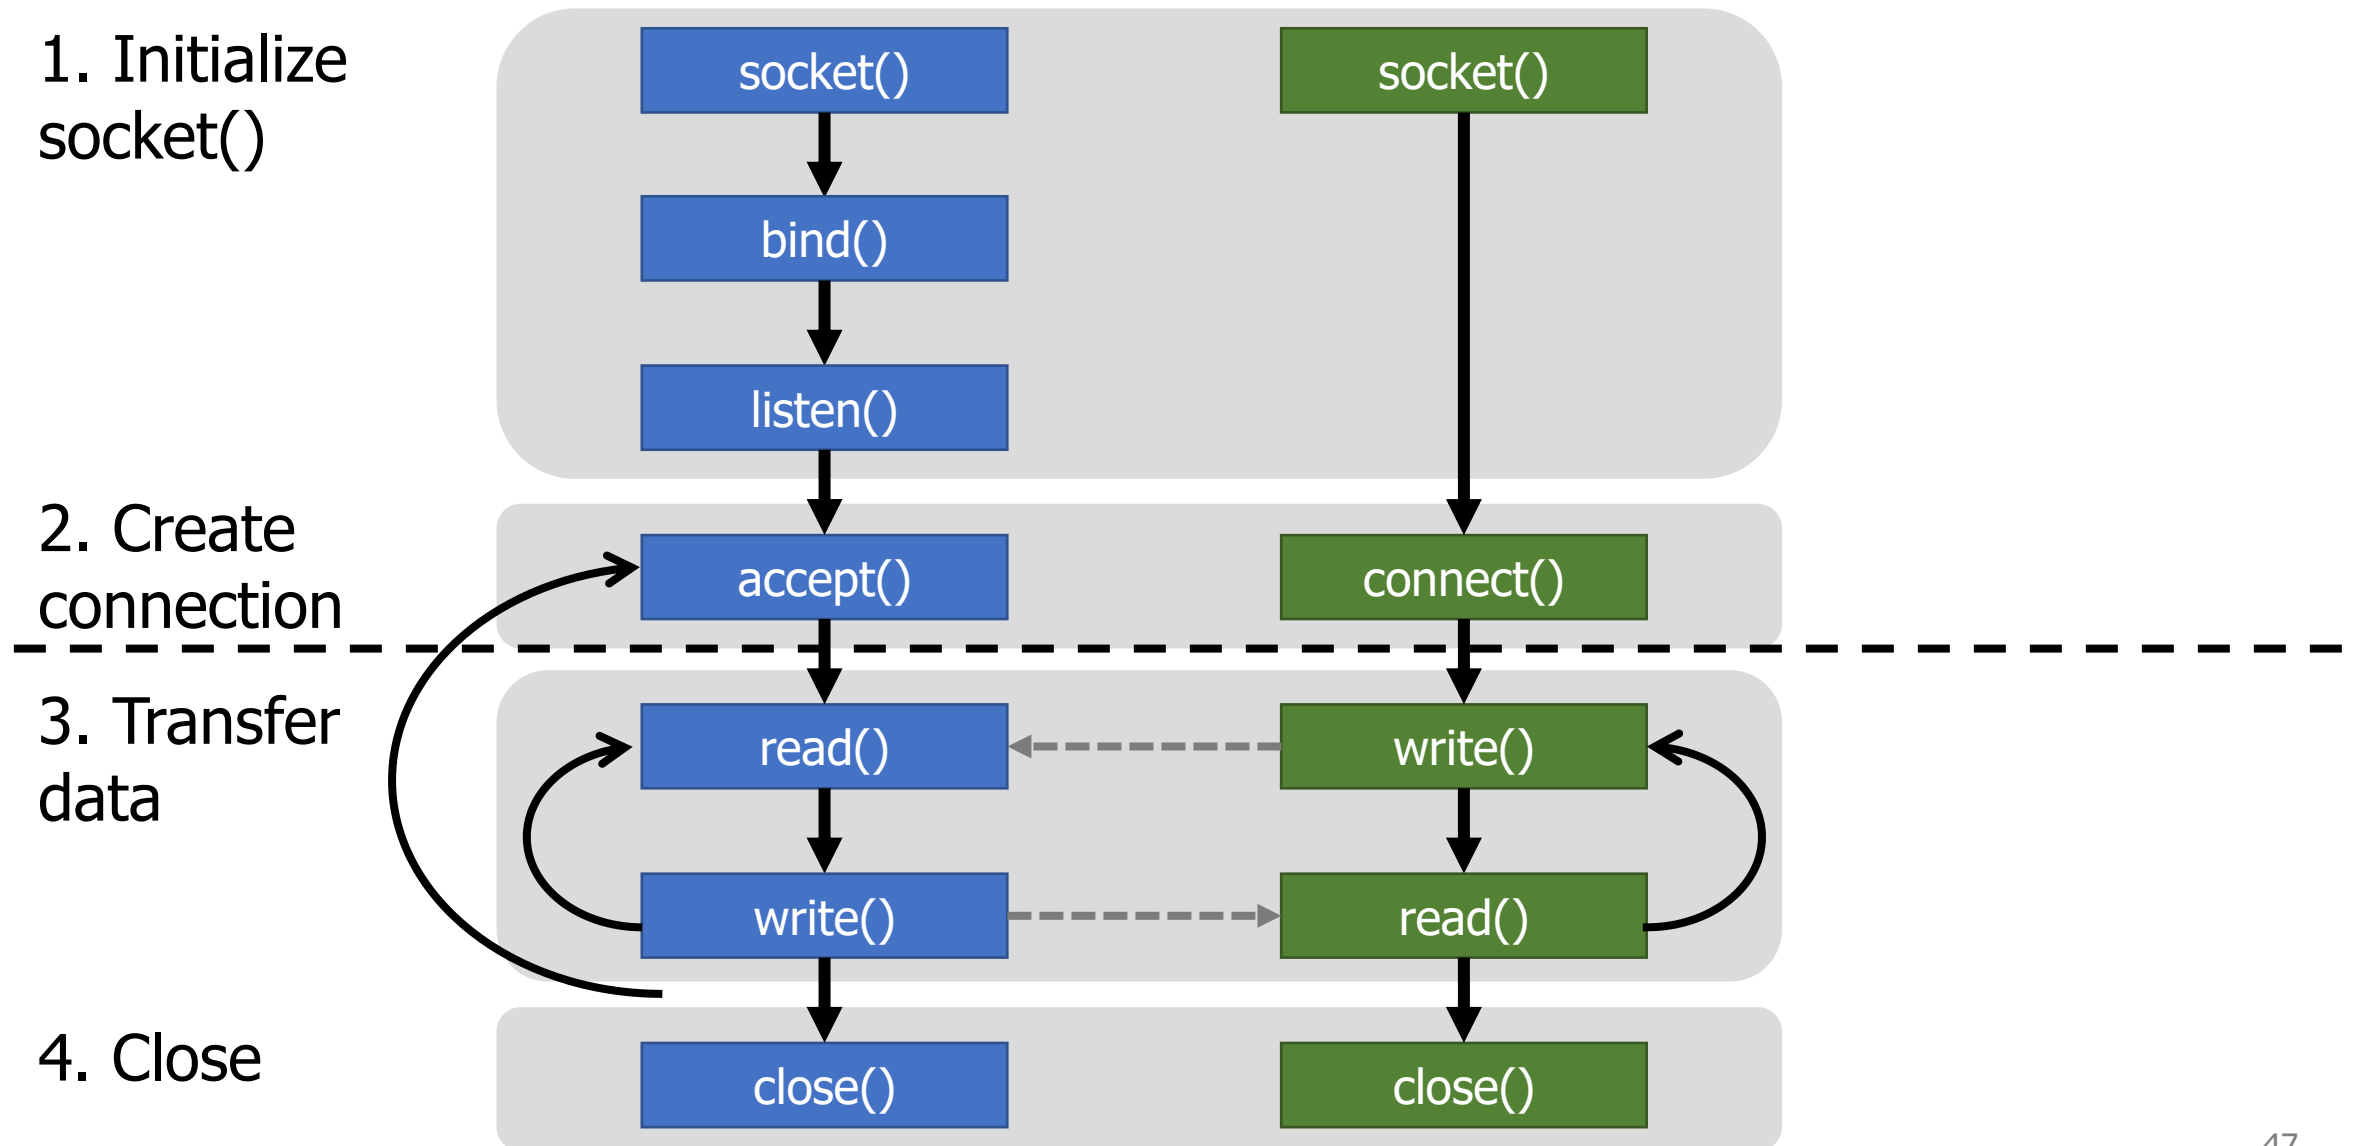 1. Initialize
socket()
socket()
socket()
bind()
listen()
2. Create
connection
accept()
connect()
3. Transfer
data
read()
write()
write()
read()
4. Close
close()
close()
47